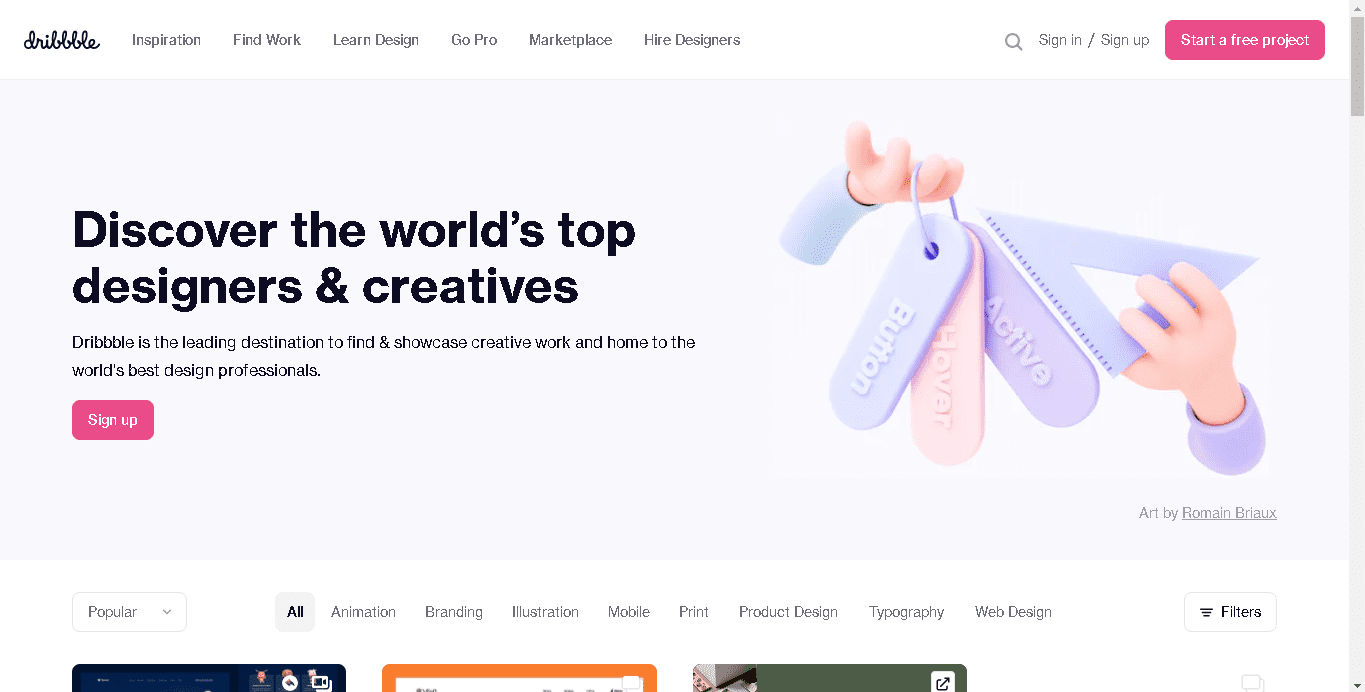 dribbble Inspiration Find Work Learn Design Go Pro Marketplace Hire Designers Sign in / Sign up Start a free project
Discover the world's top
designers & creatives
Dribbble is the leading destination to find & showcase creative work and home to the
world's best design professionals.
Sign up
Button
Hover
Active
Art by Romain Briaux
Popular All Animation Branding Illustration Mobile Print Product Design Typography Web Design Filters